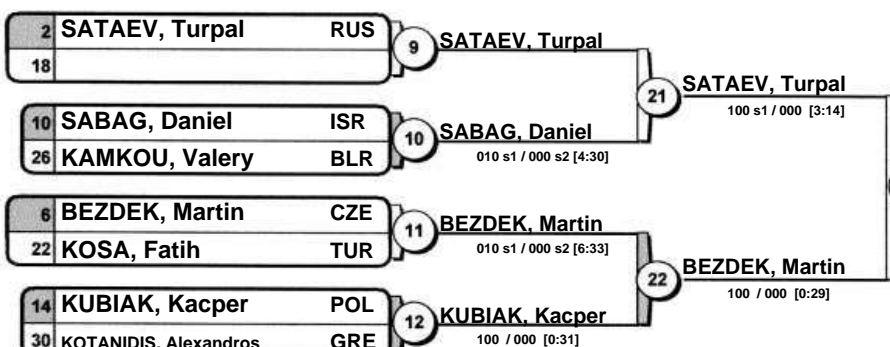 2 SATAEV, Turpal RUS
18
9 SATAEV, Turpal
10 SABAG, Daniel ISR
26 KAMKOU, Valery BLR
10 SABAG, Daniel
010 s1 / 000 s2 [4:30]
21 SATAEV, Turpal
100 s1 / 000 [3:14]
6 BEZDEK, Martin CZE
22 KOSA, Fatih TUR
11 BEZDEK, Martin
010 s1 / 000 s2 [6:33]
14 KUBIAK, Kacper POL
30 KOTANIDIS, Alexandros GRE
12 KUBIAK, Kacper
100 / 000 [0:31]
22 BEZDEK, Martin
100 / 000 [0:29]